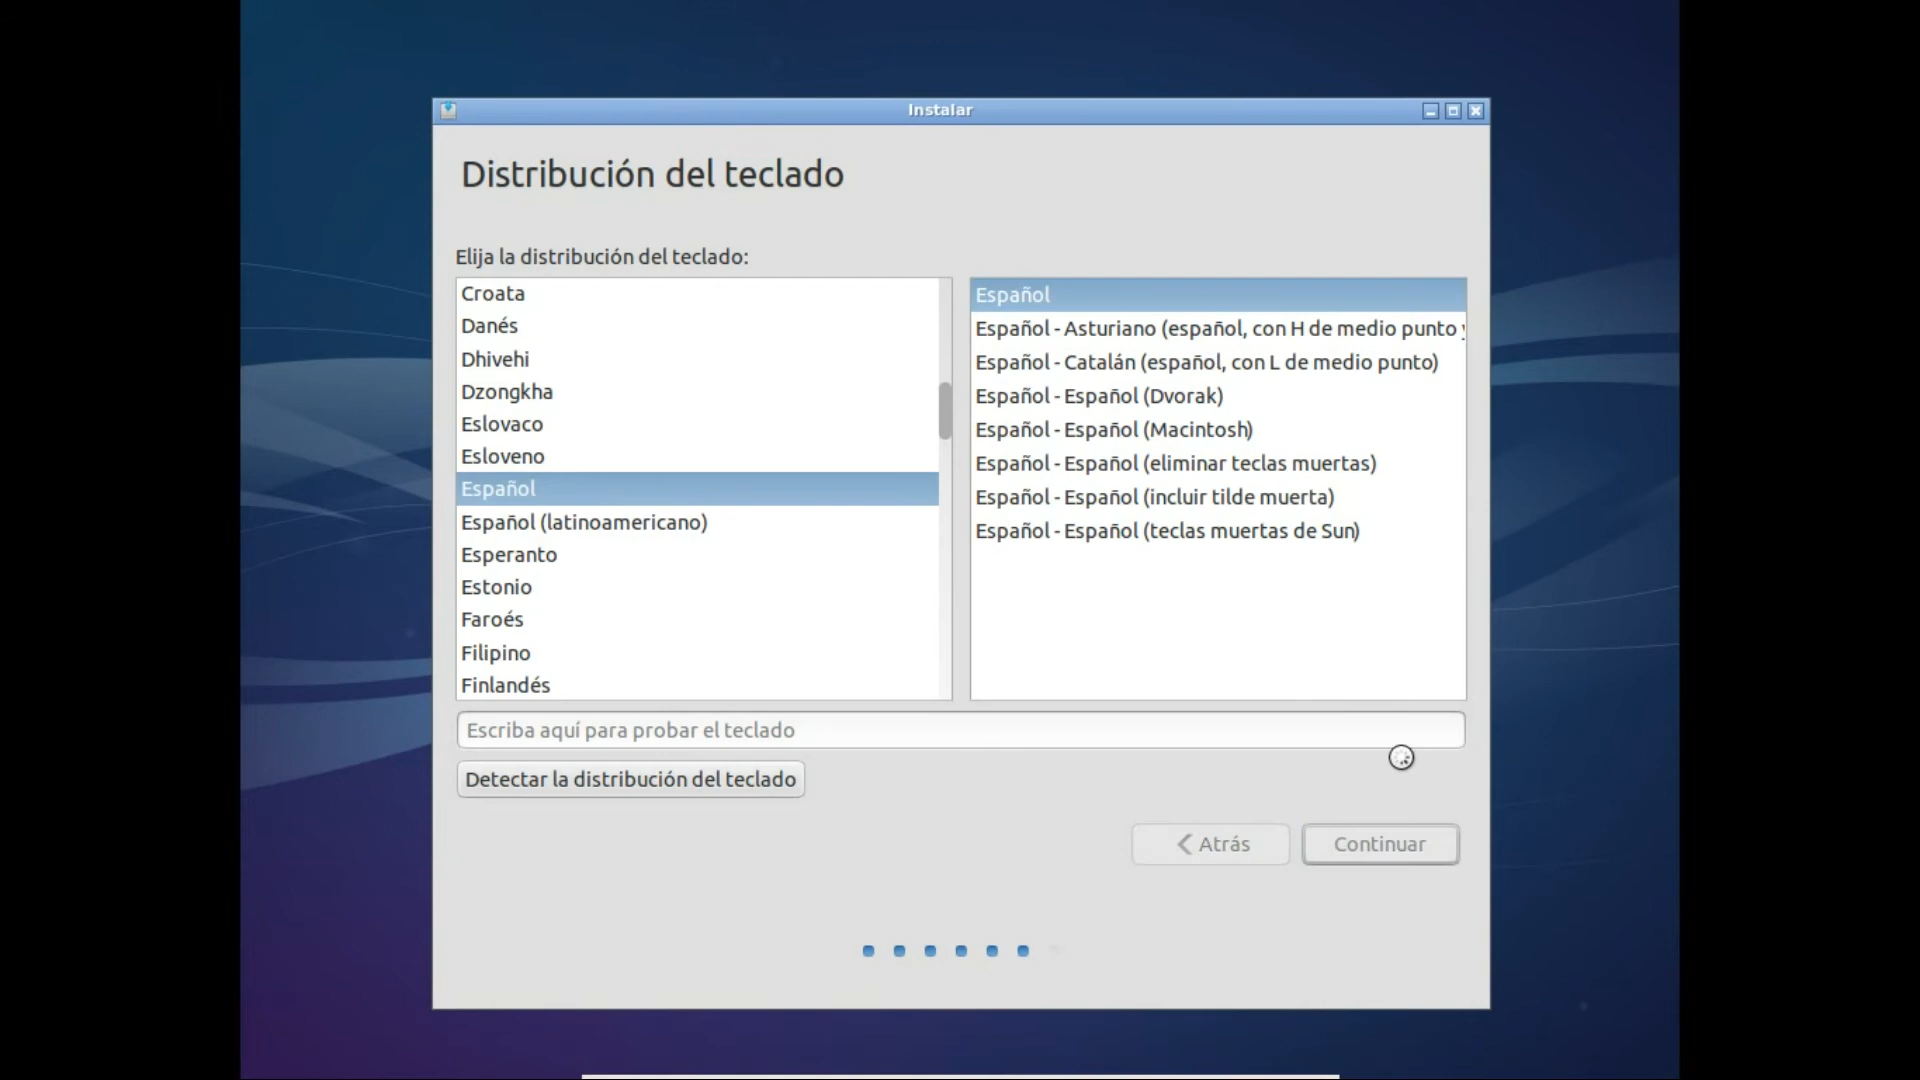 Instalar
Distribución del teclado
Elija la distribución del teclado:
Croata
Danés
Dhivehi
Dzongkha
Eslovaco
Esloveno
Español
Español (latinoamericano)
Esperanto
Estonio
Faroés
Filipino
Finlandés
Español
Español - Asturiano (español, con H de medio punto y
Español - Catalán (español, con L de medio punto)
Español - Español (Dvorak)
Español - Español (Macintosh)
Español - Español (eliminar teclas muertas)
Español - Español (incluir tilde muerta)
Español - Español (teclas muertas de Sun)
Escriba aquí para probar el teclado
Detectar la distribución del teclado
Atrás
Continuar